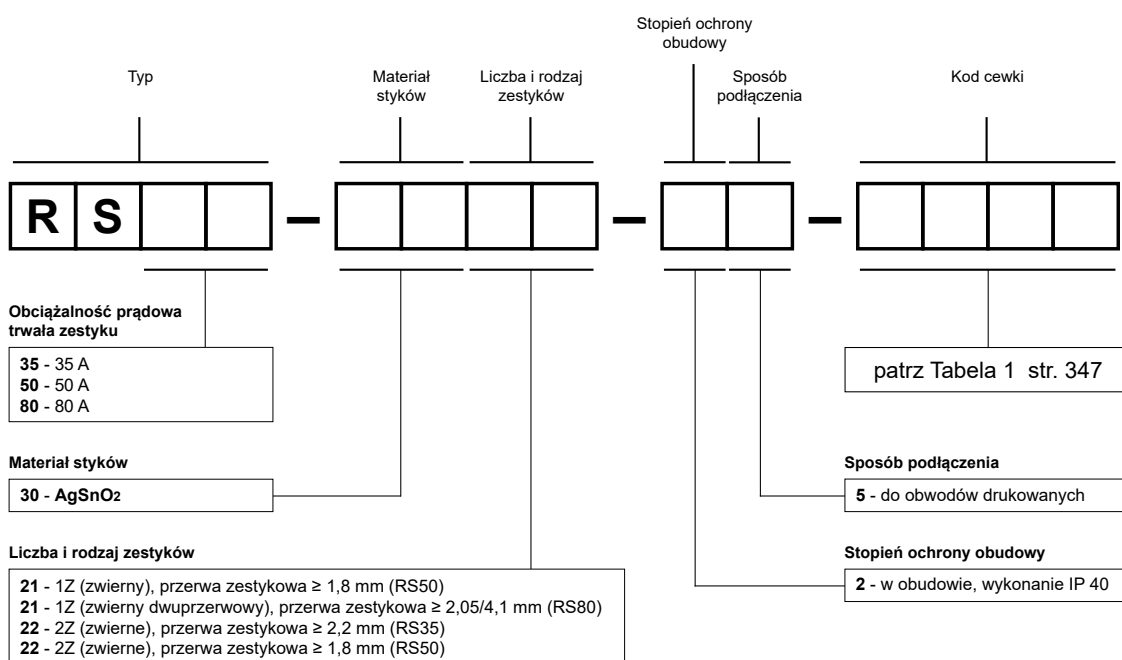 Stopień ochrony
obudowy
Typ
Materiał
styków
Liczba i rodzaj
zestyków
Sposób
podłączenia
Kod cewki
R S – – –
Obciążalność prądowa
trwała zestyku
35 - 35 A
50 - 50 A
80 - 80 A
patrz Tabela 1 str. 347
Materiał styków
30 - AgSnO2
Sposób podłączenia
5 - do obwodów drukowanych
Liczba i rodzaj zestyków
21 - 1Z (zwierny), przerwa zestykowa ≥ 1,8 mm (RS50)
21 - 1Z (zwierny dwuprzerwowy), przerwa zestykowa ≥ 2,05/4,1 mm (RS80)
22 - 2Z (zwierne), przerwa zestykowa ≥ 2,2 mm (RS35)
22 - 2Z (zwierne), przerwa zestykowa ≥ 1,8 mm (RS50)
Stopień ochrony obudowy
2 - w obudowie, wykonanie IP 40